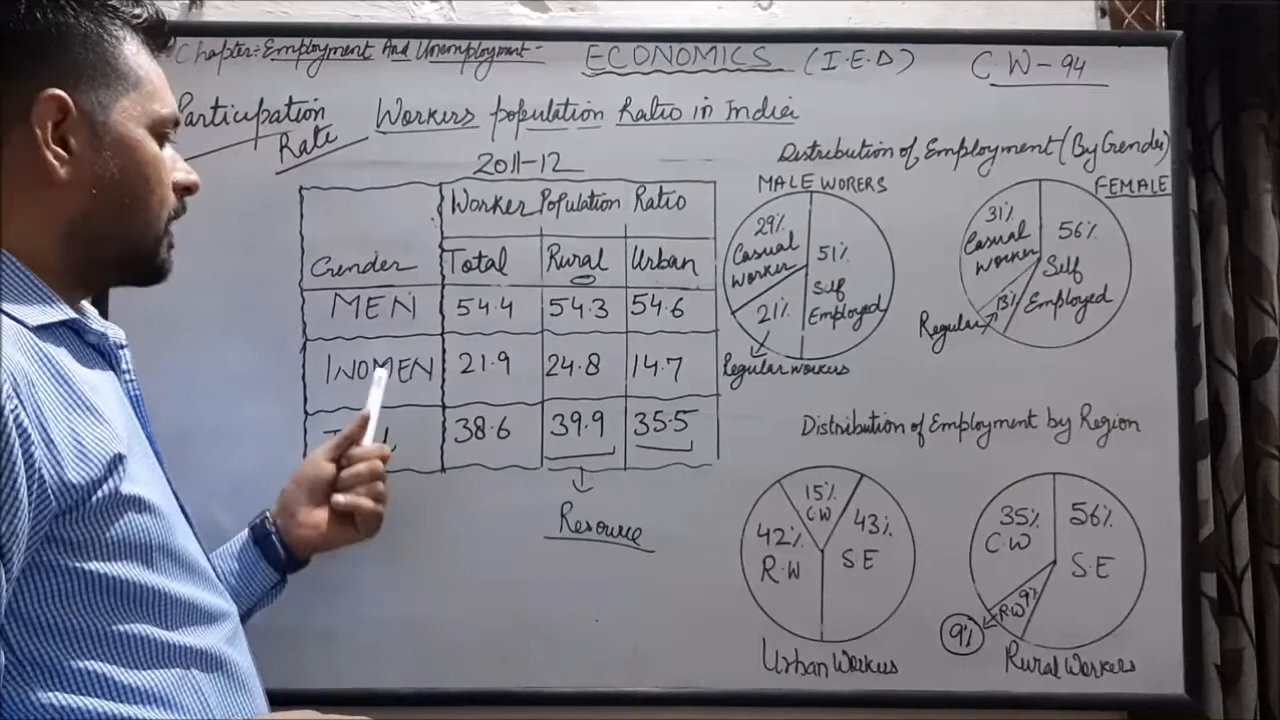 Chapter:- Employment And Unemployment- ECONOMICS (I.E.D) C.W-94
Participation Rate
Workers population Ratio in India
2011-12
Worker Population Ratio
Gender Total Rural Urban
MEN 54.4 54.3 54.6
WOMEN 21.9 24.8 14.7
38.6 39.9 35.5
Resource
Distribution of Employment (By Gender)
MALE WORERS
29% Casual worker
51% Self Employed
21%
Regular workers
FEMALE
31% Casual worker
56% Self Employed
13%
Regular
Distribution of Employment by Region
15% C.W
42% R.W
43% S.E
Urban Workers
35% C.W
56% S.E
RW 9%
9%
Rural Workers